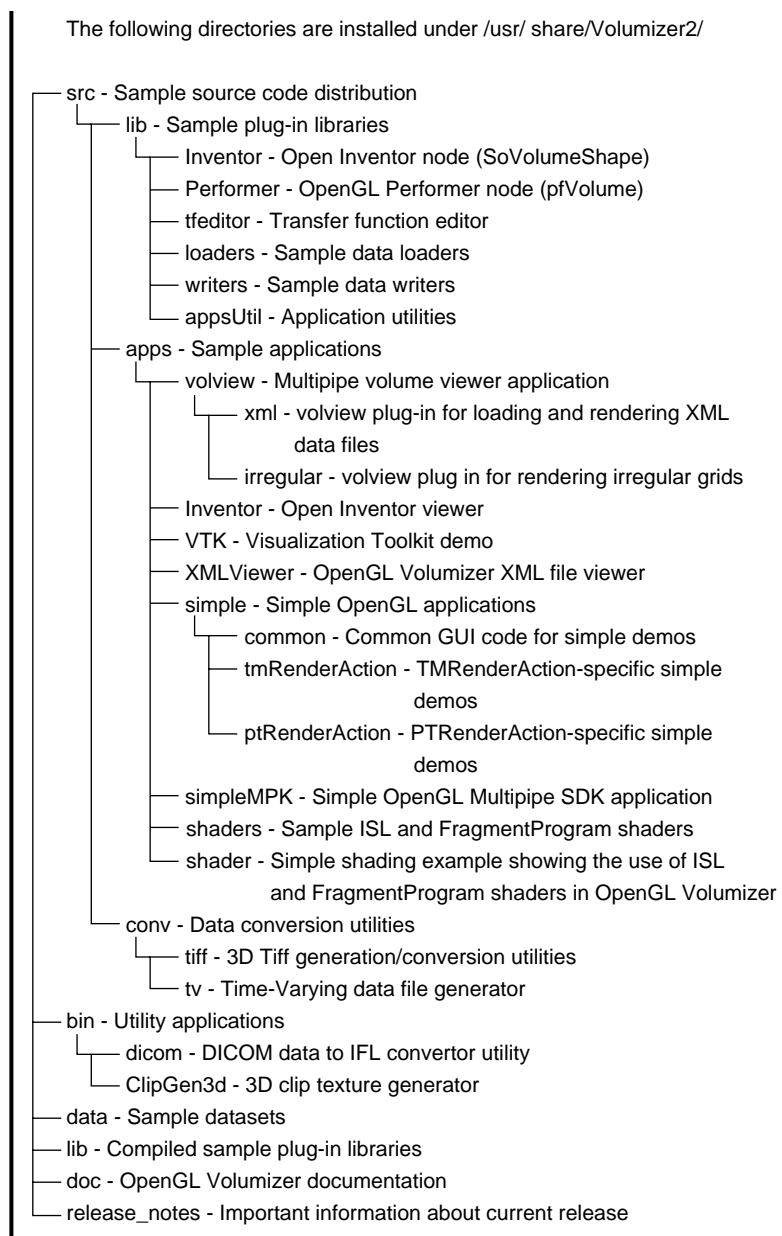 The following directories are installed under /usr/ share/Volumizer2/
src - Sample source code distribution
lib - Sample plug-in libraries
Inventor - Open Inventor node (SoVolumeShape)
Performer - OpenGL Performer node (pfVolume)
tfeditor - Transfer function editor
loaders - Sample data loaders
writers - Sample data writers
appsUtil - Application utilities
apps - Sample applications
volview - Multipipe volume viewer application
xml - volview plug-in for loading and rendering XML
data files
irregular - volview plug in for rendering irregular grids
Inventor - Open Inventor viewer
VTK - Visualization Toolkit demo
XMLViewer - OpenGL Volumizer XML file viewer
simple - Simple OpenGL applications
common - Common GUI code for simple demos
tmRenderAction - TMRenderAction-specific simple
demos
ptRenderAction - PTRenderAction-specific simple
demos
simpleMPK - Simple OpenGL Multipipe SDK application
shaders - Sample ISL and FragmentProgram shaders
shader - Simple shading example showing the use of ISL
and FragmentProgram shaders in OpenGL Volumizer
conv - Data conversion utilities
tiff - 3D Tiff generation/conversion utilities
tv - Time-Varying data file generator
bin - Utility applications
dicom - DICOM data to IFL convertor utility
ClipGen3d - 3D clip texture generator
data - Sample datasets
lib - Compiled sample plug-in libraries
doc - OpenGL Volumizer documentation
release_notes - Important information about current release